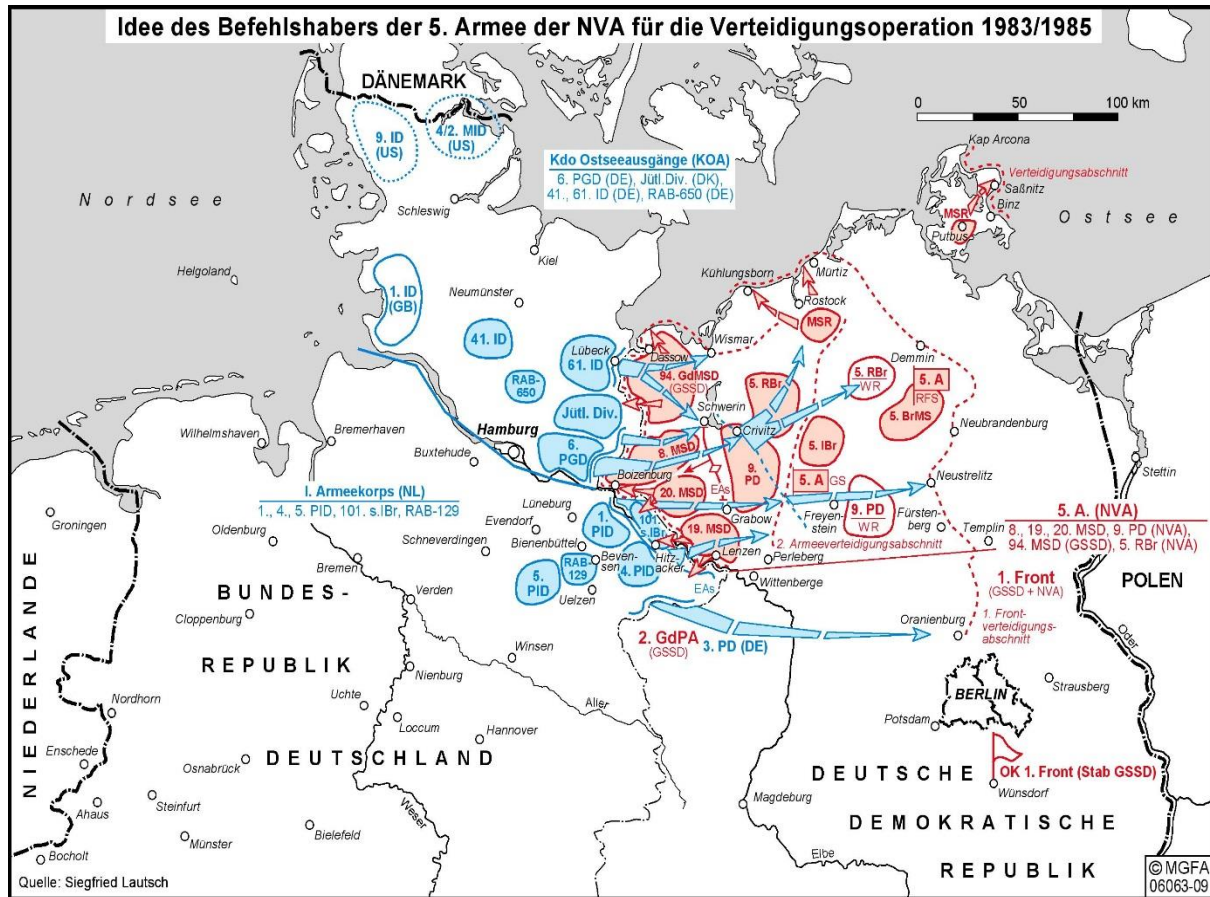 Idee des Befehlshabers der 5. Armee der NVA für die Verteidigungsoperation 1983/1985
DÄNEMARK
0 50 100 km
9. ID
(US)
4/2. MID
(US)
Kdo Ostseeausgänge (KOA)
6. PGD (DE), Jütl.Div. (DK)
41., 61. ID (DE), RAB-650 (DE)
Kap Arcona
Verteidigungsabschnitt
Saßnitz
Binz
MSR
Putbus
Nordsee
Ostsee
Schleswig
Helgoland
Kiel
Kühlungsborn
Mürtiz
Rostock
1. ID
(GB)
Neumünster
MSR
41. ID
Wismar
Lübeck
61. ID
Dassow
Demmin
94. GdMSD
(GSSD)
5. RBr
5. RBr
WR
5. A
RFS
RAB-
650
5. BrMS
Jütl. Div.
Schwerin
Crivitz
Wilhelmshaven
Bremerhaven
Hamburg
Neubrandenburg
5. IBr
Buxtehude
6.
PGD
8. MSD
Stettin
9.
PD
Boizenburg
Neustrelitz
I. Armeekorps (NL)
1., 4., 5. PID, 101. s.IBr, RAB-129
20. MSD
EAs
5. A
GS
9. PD
WR
Groningen
Lüneburg
Grabow
Freyen-
stein
Fürsten-
berg
5. A. (NVA)
8., 19., 20. MSD, 9. PD (NVA),
94. MSD (GSSD), 5. RBr (NVA)
Oldenburg
Evendorf
1.
PID
101.
s.IBr
19. MSD
Templin
Schneverdingen
Bienenbüttel
2. Armeeverteidigungsabschnitt
Bremen
RAB-
129
Beven-
sen
4. PID
Hitz-
acker
Lenzen
Perleberg
Wittenberge
5.
PID
Uelzen
EAs
1. Front
(GSSD + NVA)
POLEN
BUNDES-
Verden
Cloppenburg
1. Front-
verteidigungs-
abschnitt
Oranienburg
2. GdPA
(GSSD)
3. PD (DE)
Oder
Winsen
REPUBLIK
Nienburg
BERLIN
Strausberg
Nordhorn
Uchte
Aller
Loccum
Hannover
Potsdam
NIEDERLANDE
Enschede
DEUTSCHLAND
Osnabrück
DEUTSCHE
OK 1. Front (Stab GSSD)
Wünsdorf
Ahaus
Steinfurt
Weser
Magdeburg
DEMOKRATISCHE
Münster
Bielefeld
Bocholt
Elbe
REPUBLIK
Quelle: Siegfried Lautsch
© MGFA
06063-09